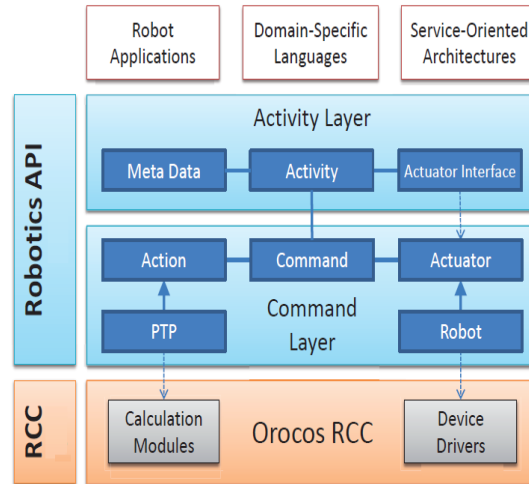 Robot
Applications
Domain-Specific
Languages
Service-Oriented
Architectures
Robotics API
Activity Layer
Meta Data
Activity
Actuator Interface
Action
Command
Actuator
PTP
Command
Layer
Robot
RCC
Calculation
Modules
Orocos RCC
Device
Drivers